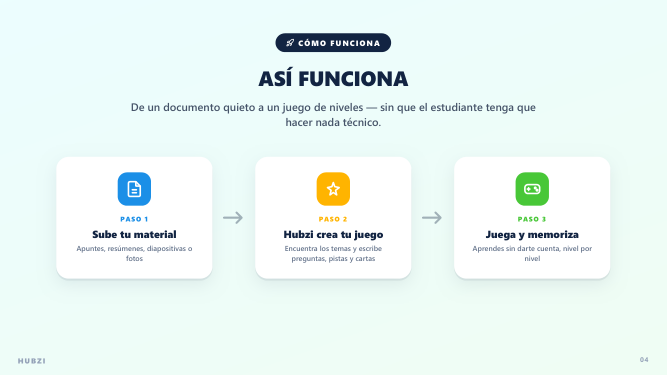 CÓMO FUNCIONA
ASÍ FUNCIONA
De un documento quieto a un juego de niveles — sin que el estudiante tenga que
hacer nada técnico.
PASO 1
Sube tu material
Apuntes, resúmenes, diapositivas o
fotos
PASO 2
Hubzi crea tu juego
Encuentra los temas y escribe
preguntas, pistas y cartas
PASO 3
Juega y memoriza
Aprendes sin darte cuenta, nivel por
nivel
HUBZI
04